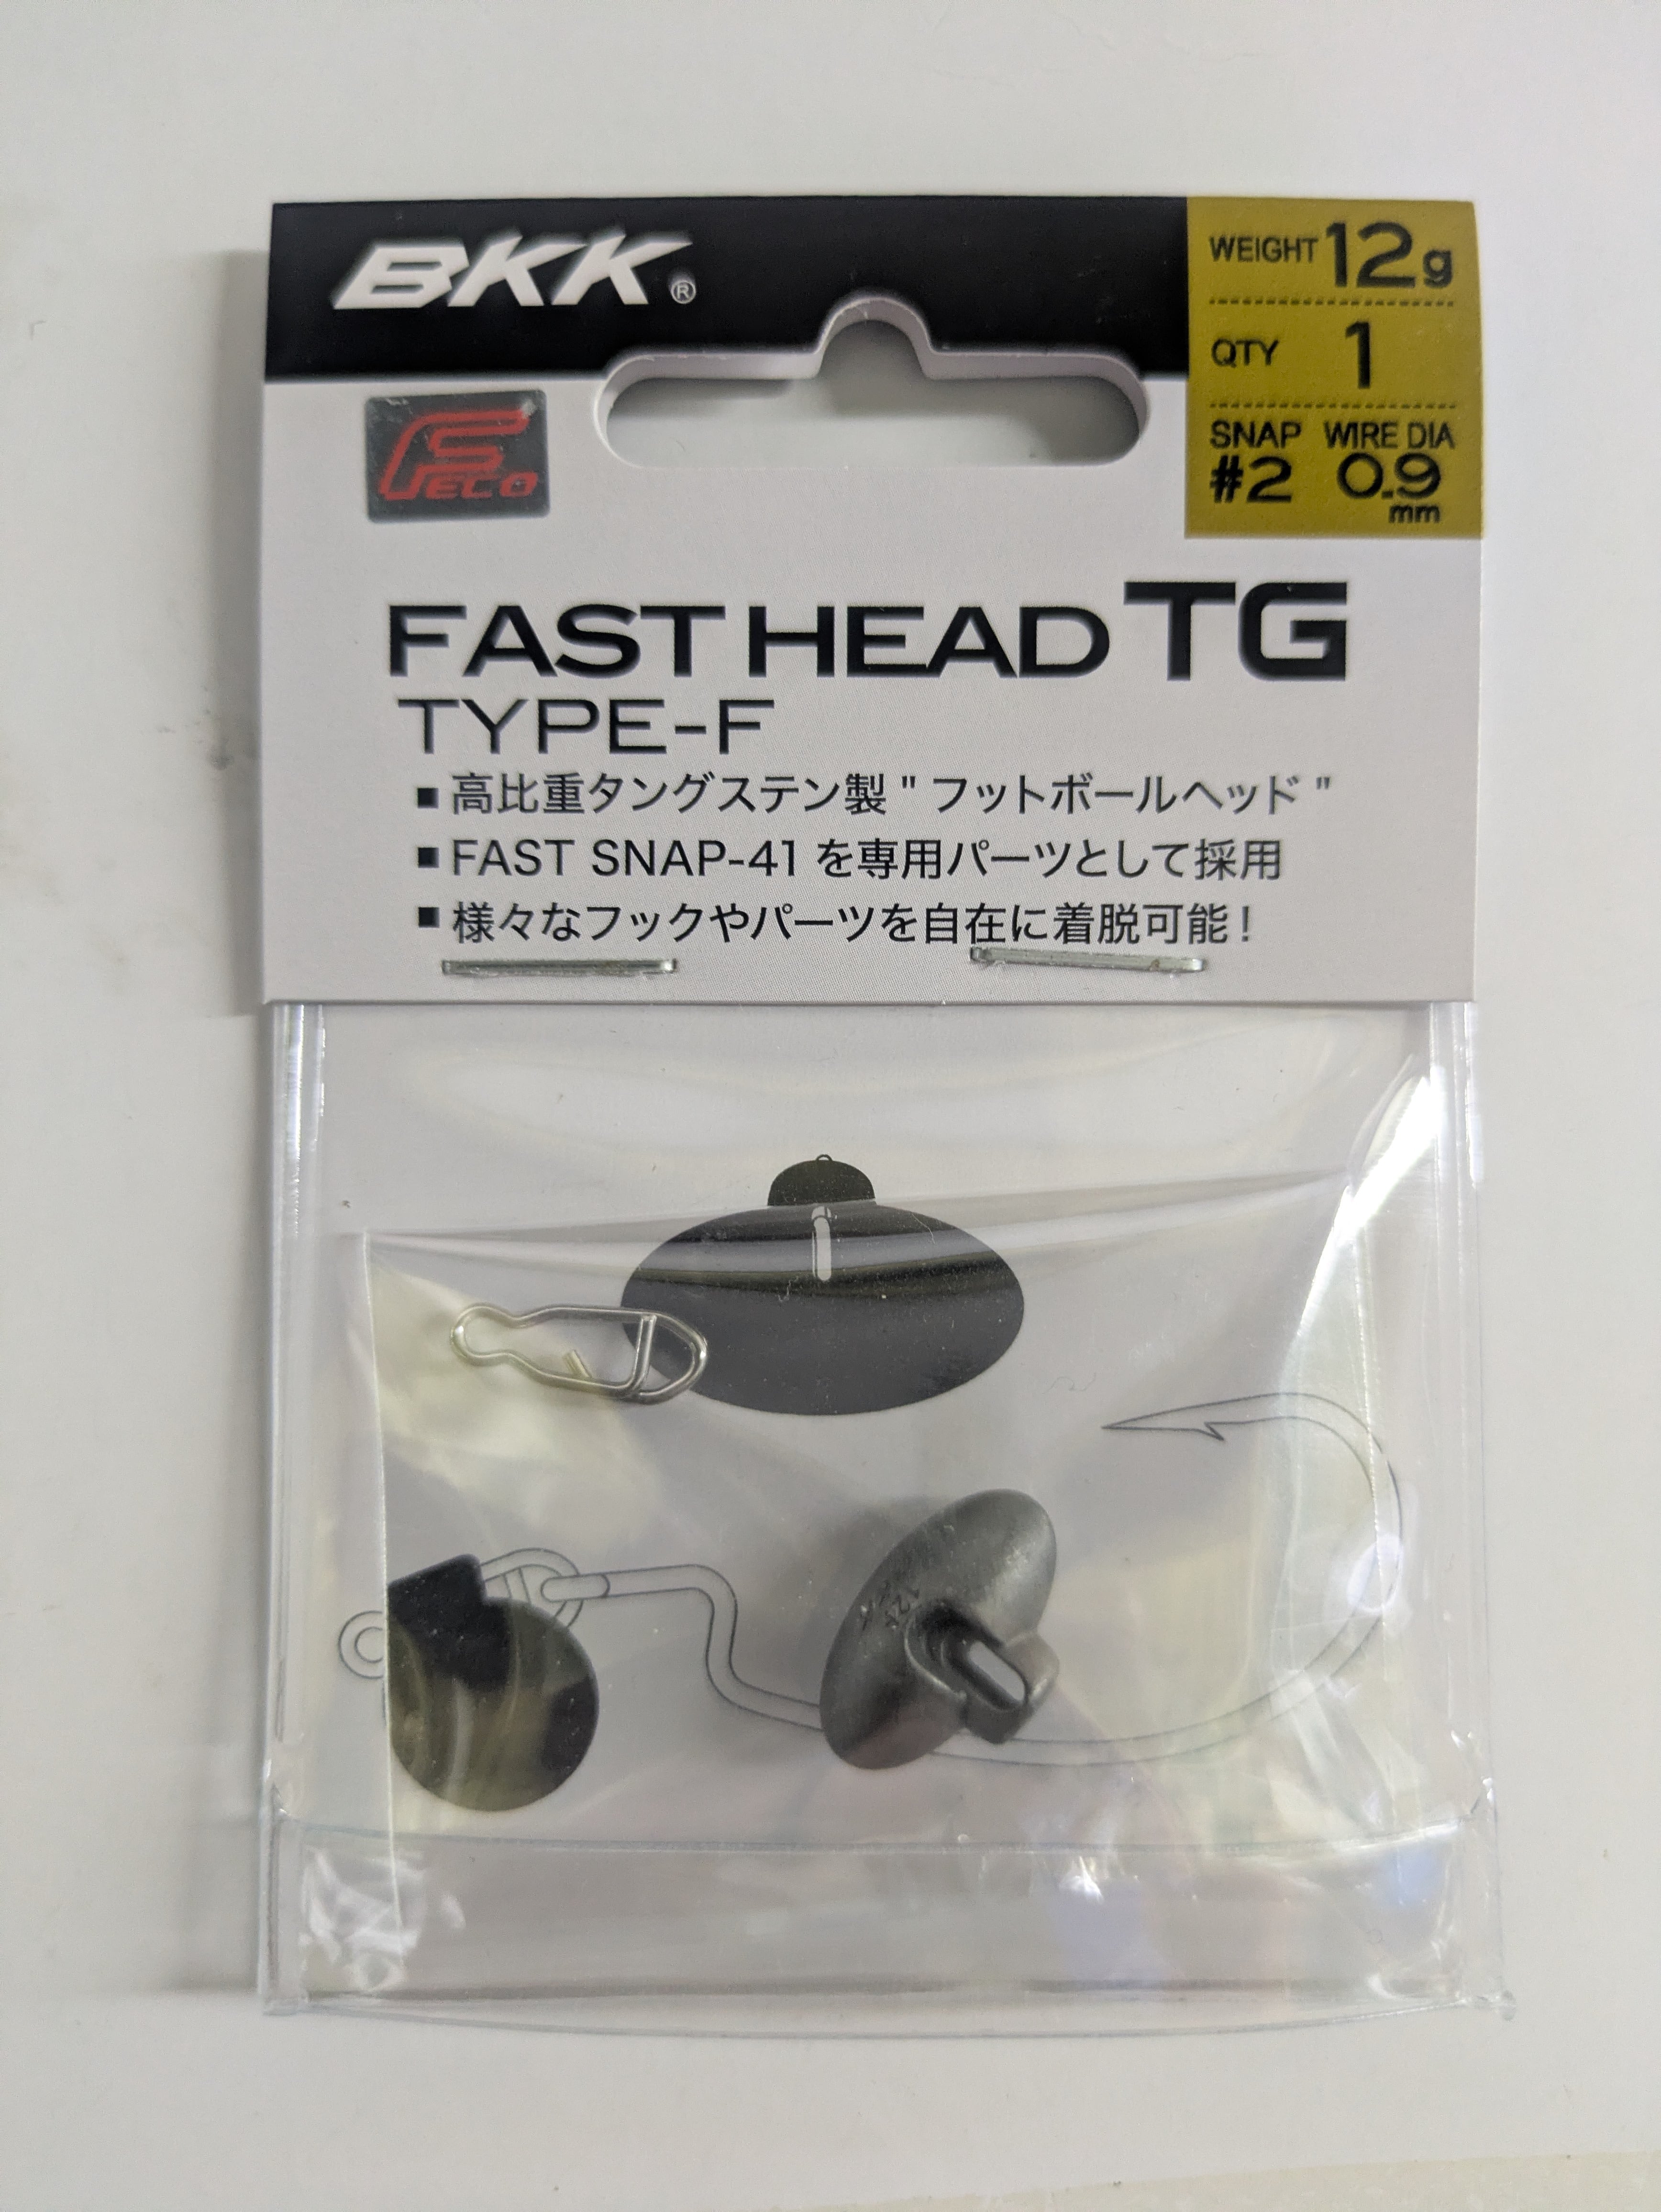 BKK®
WEIGHT 12g
QTY 1
SNAP WIRE DIA
#2 0.9
mm
FECO
FAST HEAD TG
TYPE-F
■ 高比重タングステン製 " フットボールヘッド "
■ FAST SNAP-41 を専用パーツとして採用
■ 様々なフックやパーツを自在に着脱可能！